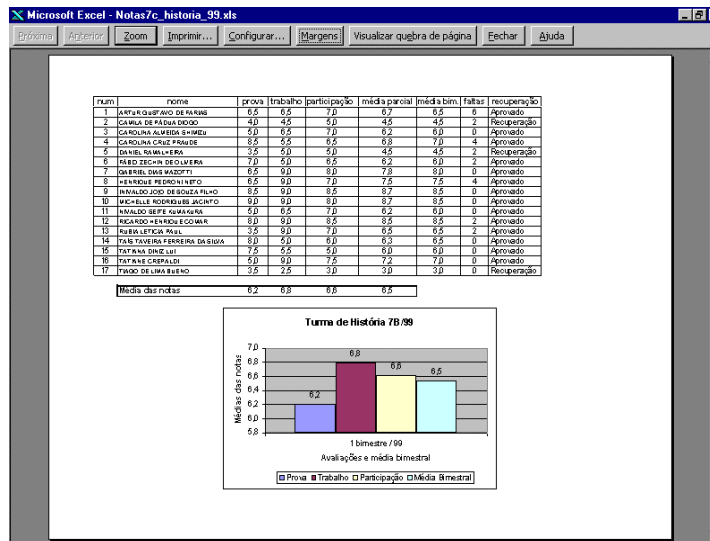 Microsoft Excel - Notas7c_historia_99.xls
Próxima Anterior Zoom Imprimir... Configurar... Margens Visualizar quebra de página Fechar Ajuda
num nome prova trabalho participação média parcial média bim. faltas recuperação
1 ARTUR GUSTAVO DE FARIAS 6,5 6,5 7,0 6,7 6,5 6 Aprovado
2 CAMILA DE PÁDUA DIOGO 4,0 4,5 5,0 4,5 4,5 2 Recuperação
3 CAROLINA ALMEIDA SHIMIZU 5,0 6,5 7,0 6,2 6,0 0 Aprovado
4 CAROLINA CRUZ 8,5 5,5 6,5 6,8 7,0 4 Aprovado
5 DANIEL RAMALHEIRA 3,5 5,0 5,0 4,5 4,5 2 Recuperação
6 FÁBIO ZECHIN DE OLIVEIRA 7,0 5,0 6,5 6,2 6,0 2 Aprovado
7 GABRIEL DIAS MAZOTTI 6,5 9,0 8,0 7,8 8,0 0 Aprovado
8 HENRIQUE PEDRONI NETO 6,5 9,0 7,0 7,5 7,5 4 Aprovado
9 DE SOUZA FILHO 8,5 9,0 8,5 8,7 8,5 0 Aprovado
10 MICHELLE RODRIGUES JACINTO 9,0 9,0 8,0 8,7 8,5 0 Aprovado
11 KUMAKURA 5,0 6,5 7,0 6,2 6,0 0 Aprovado
12 RICARDO HENRIQUE COMAR 8,0 9,0 8,5 8,5 8,5 2 Aprovado
13 RUBIA LETICIA PAUL 3,5 9,0 7,0 6,5 6,5 2 Aprovado
14 TAÍS TAVEIRA FERREIRA DA SILVA 8,0 5,0 6,0 6,3 6,5 0 Aprovado
15 TATIANA DINIZ LUI 7,5 5,5 5,0 6,0 6,0 0 Aprovado
16 TATIANE CREPALDI 5,0 9,0 7,5 7,2 7,0 0 Aprovado
17 TIAGO DE LIMA BUENO 3,5 2,5 3,0 3,0 3,0 0 Recuperação
Média das notas 6,2 6,8 6,6 6,5
Turma de História 7B/99
7,0
6,8
6,6
6,4
6,2
6,0
5,8
Médias das notas
6,2 6,8 6,6 6,5
1 bimestre / 99
Avaliações e média bimestral
Prova Trabalho Participação Média Bimestral